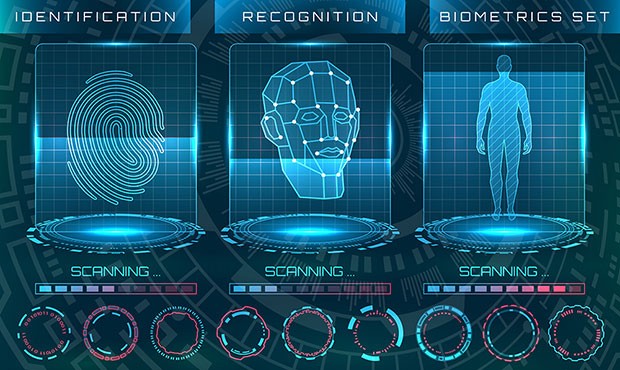 IDENTIFICATION
RECOGNITION
BIOMETRICS SET
SCANNING ...
SCANNING ...
SCANNING ...